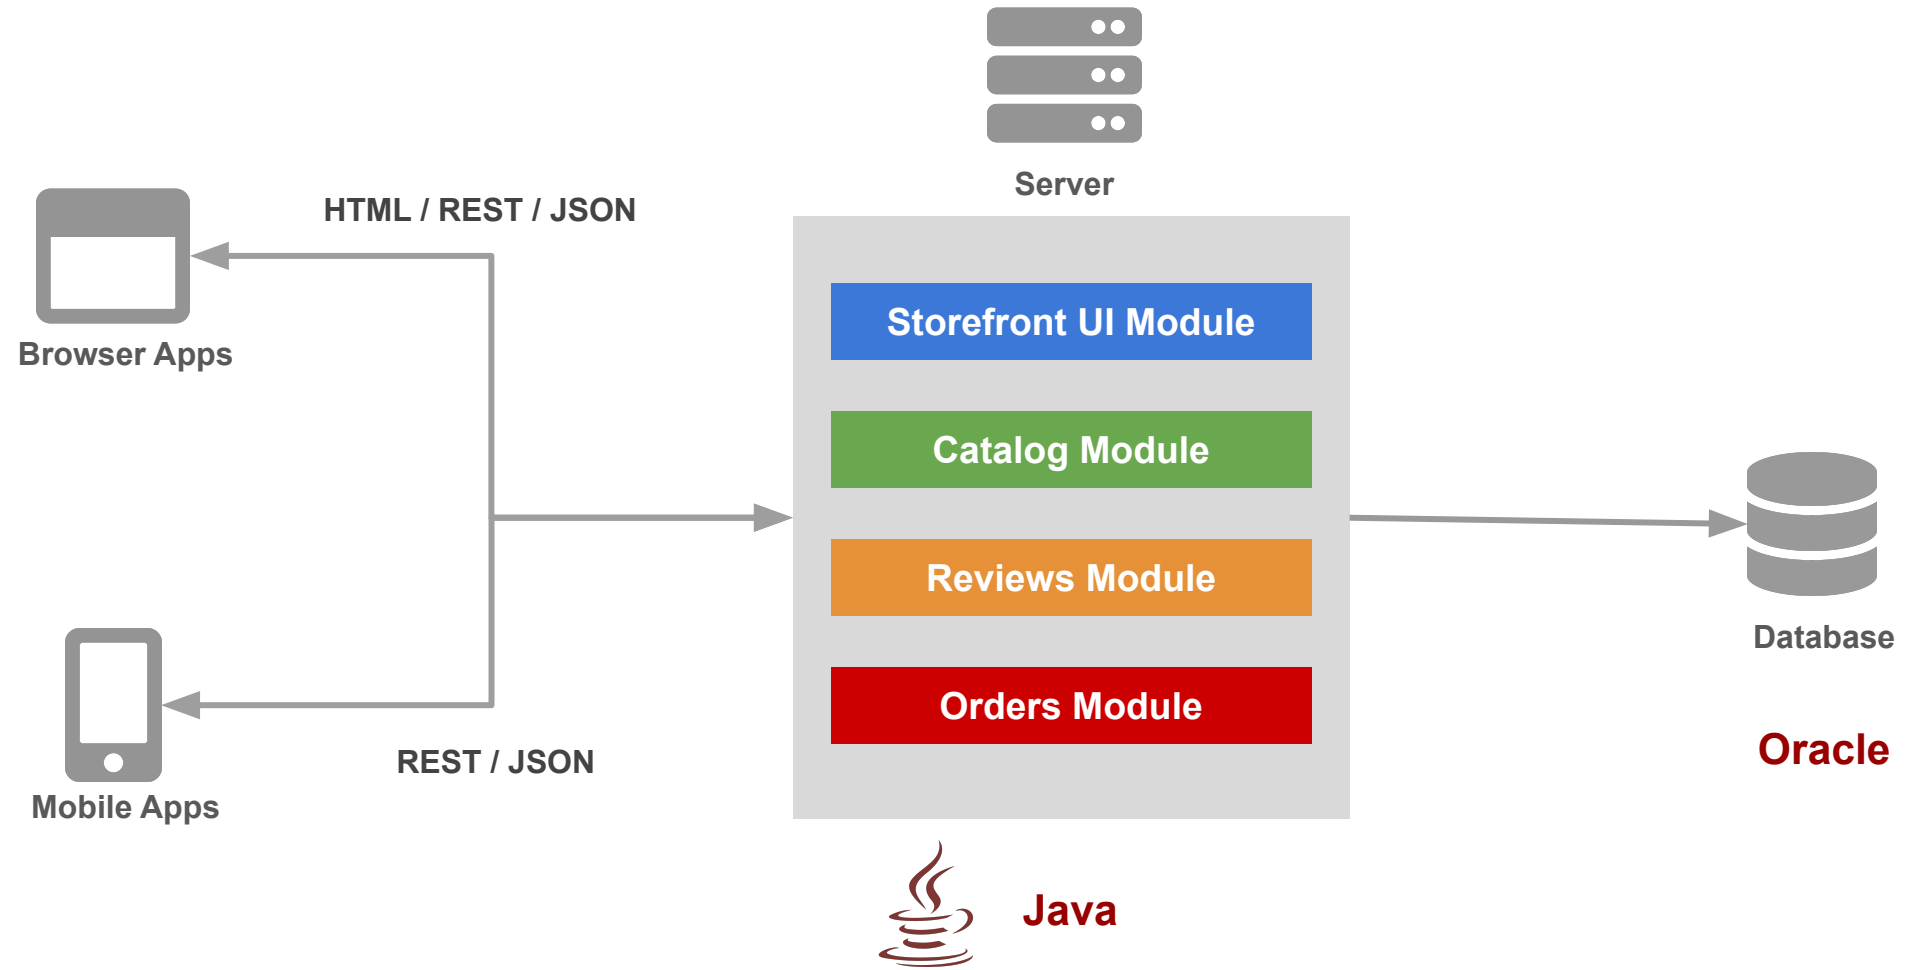 Server
HTML / REST / JSON
Browser Apps
Storefront UI Module
Catalog Module
Reviews Module
Orders Module
Database
Oracle
REST / JSON
Mobile Apps
Java